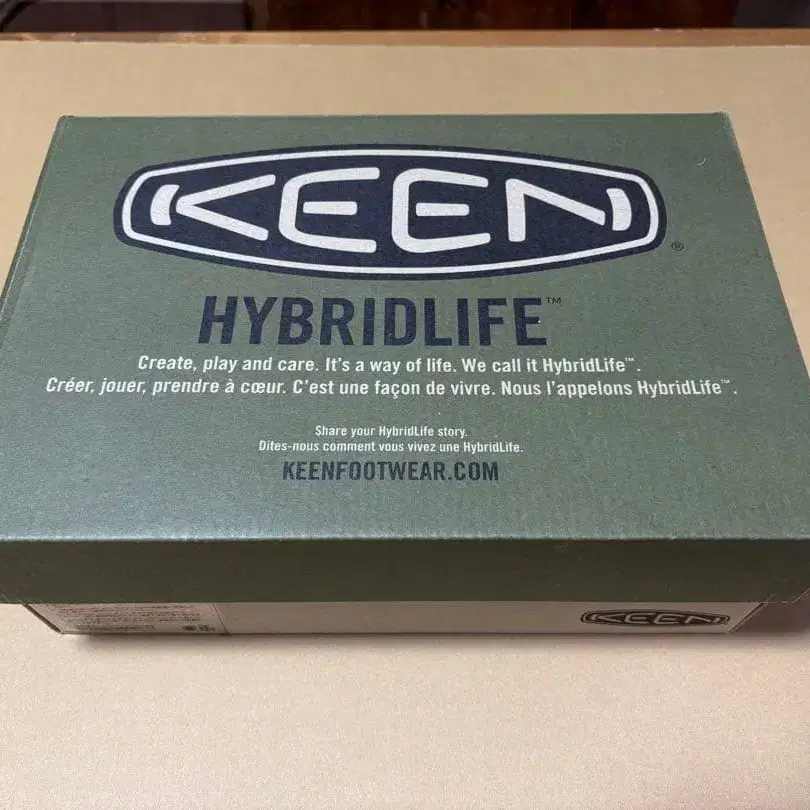 KEEN®
HYBRIDLIFE™
Create, play and care. It's a way of life. We call it HybridLife™.
Créer, jouer, prendre à cœur. C'est une façon de vivre. Nous l'appelons HybridLife™.
Share your HybridLife story.
Dites-nous comment vous vivez une HybridLife.
KEENFOOTWEAR.COM
KEEN